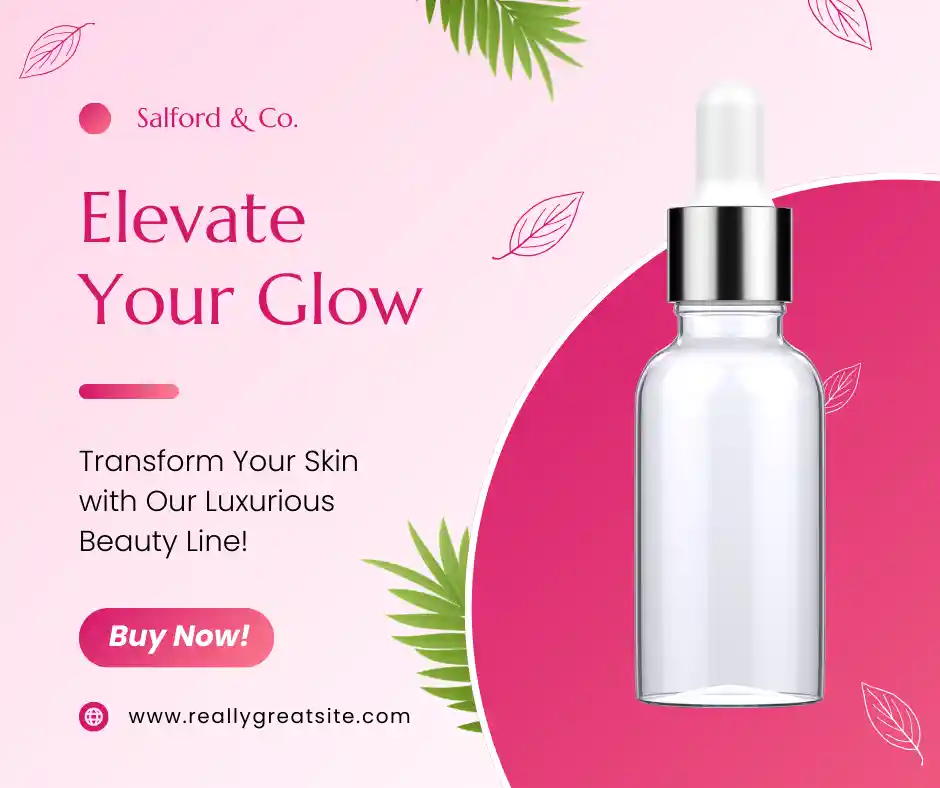 Salford & Co.
Elevate
Your Glow
Transform Your Skin
with Our Luxurious
Beauty Line!
Buy Now!
www.reallygreatsite.com